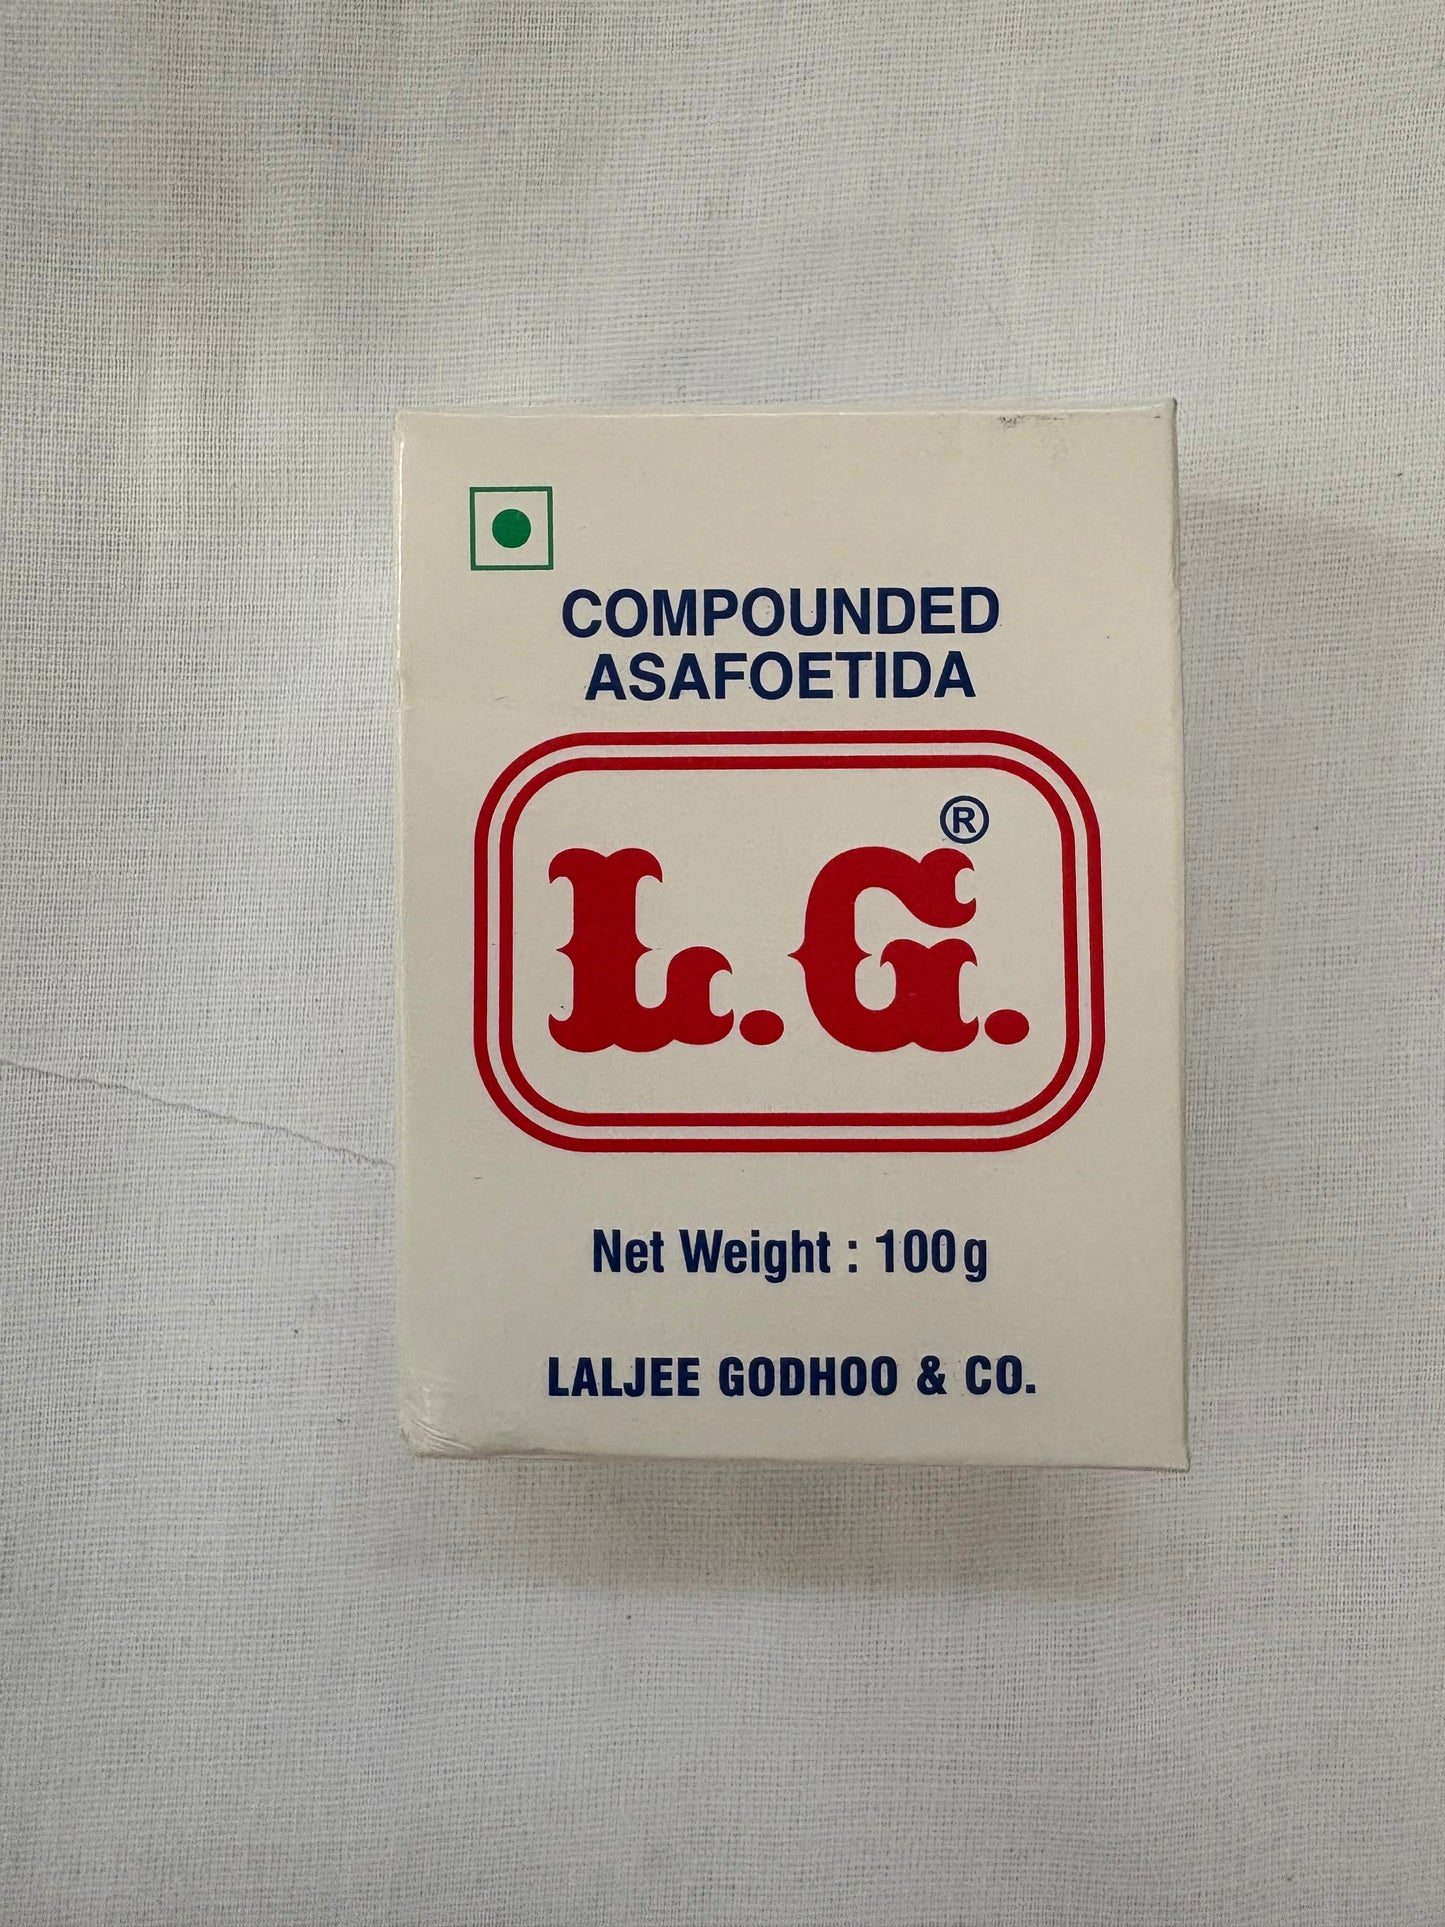 COMPOUNDED
ASAFOETIDA
L.G.®
Net Weight : 100g
LALJEE GODHOO & CO.